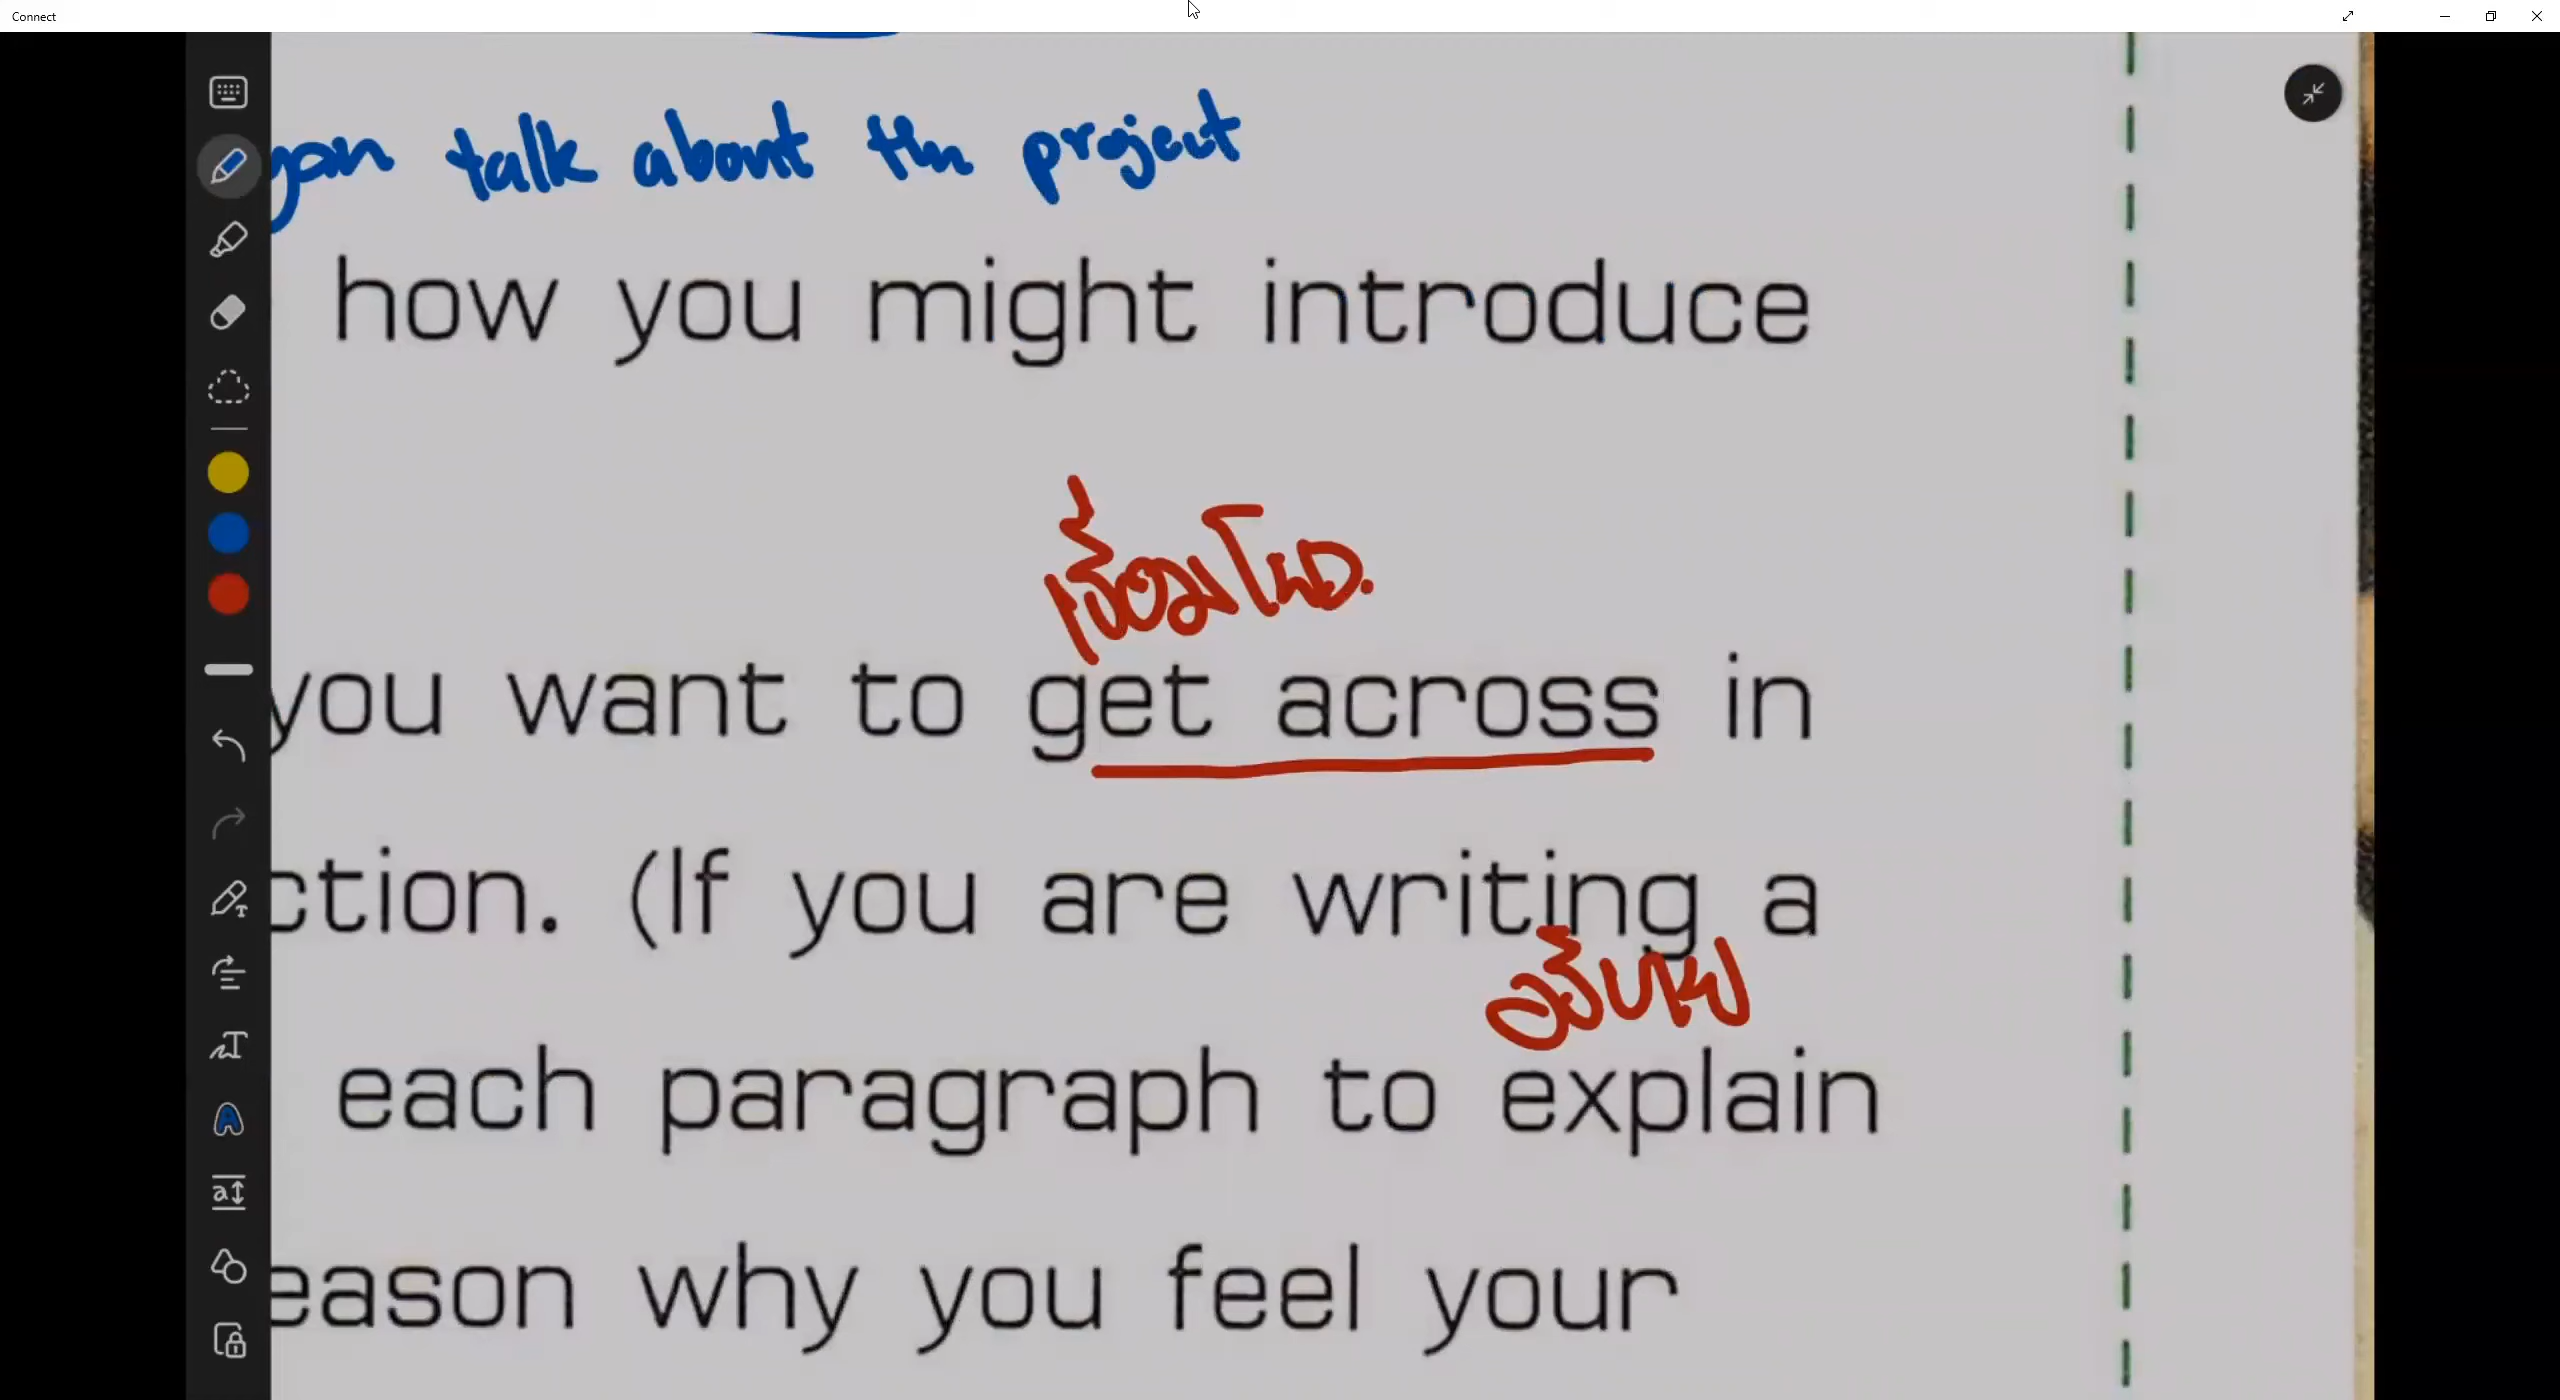 Connect
talk about the project
how you might introduce
เชื่อมโยง.
you want to get across in
ction. (If you are writing a
อธิบาย
each paragraph to explain
eason why you feel your